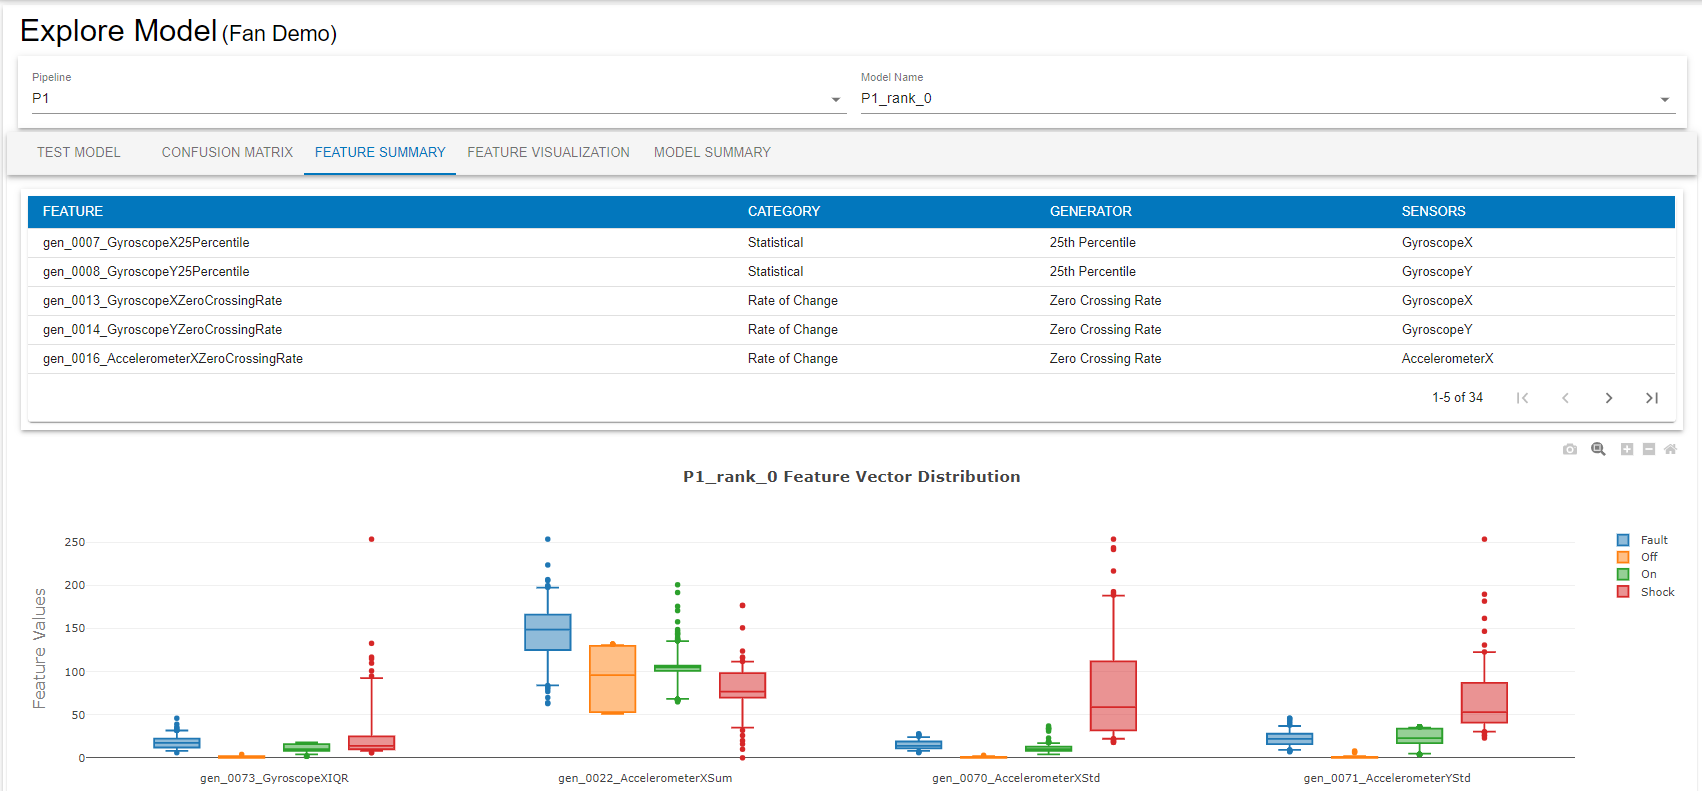 Explore Model (Fan Demo)
Pipeline
P1
Model Name
P1_rank_0
TEST MODEL CONFUSION MATRIX FEATURE SUMMARY FEATURE VISUALIZATION MODEL SUMMARY
FEATURE CATEGORY GENERATOR SENSORS
gen_0007_GyroscopeX25Percentile Statistical 25th Percentile GyroscopeX
gen_0008_GyroscopeY25Percentile Statistical 25th Percentile GyroscopeY
gen_0013_GyroscopeXZeroCrossingRate Rate of Change Zero Crossing Rate GyroscopeX
gen_0014_GyroscopeYZeroCrossingRate Rate of Change Zero Crossing Rate GyroscopeY
gen_0016_AccelerometerXZeroCrossingRate Rate of Change Zero Crossing Rate AccelerometerX
1-5 of 34
P1_rank_0 Feature Vector Distribution
Feature Values
250
200
150
100
50
0
gen_0073_GyroscopeXIQR gen_0022_AccelerometerXSum gen_0070_AccelerometerXStd gen_0071_AccelerometerYStd
Fault
Off
On
Shock